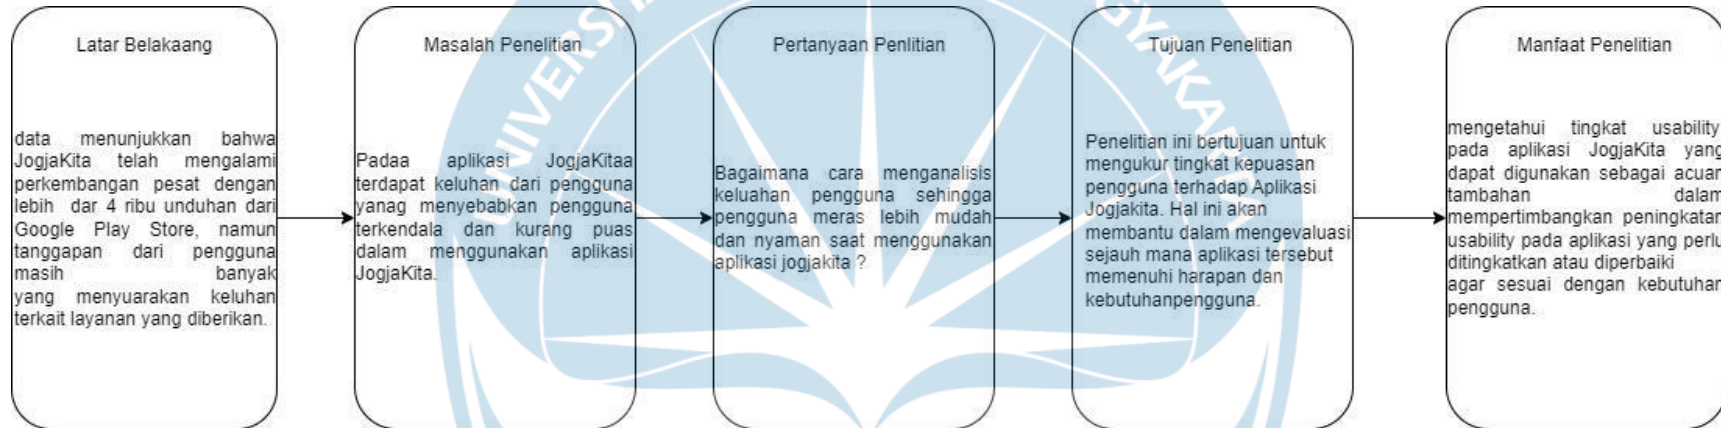 Latar Belakaang
data menunjukkan bahwa
JogjaKita telah mengalami
perkembangan pesat dengan
lebih dar 4 ribu unduhan dari
Google Play Store, namun
tanggapan dari pengguna
masih banyak
yang menyuarakan keluhan
terkait layanan yang diberikan.
Masalah Penelitian
Padaa aplikasi JogjaKitaa
terdapat keluhan dari pengguna
yanag menyebabkan pengguna
terkendala dan kurang puas
dalam menggunakan aplikasi
JogjaKita.
Pertanyaan Penlitian
Bagaimana cara menganalisis
keluahan pengguna sehingga
pengguna meras lebih mudah
dan nyaman saat menggunakan
aplikasi jogjakita ?
Tujuan Penelitian
Penelitian ini bertujuan untuk
mengukur tingkat kepuasan
pengguna terhadap Aplikasi
Jogjakita. Hal ini akan
membantu dalam mengevaluasi
sejauh mana aplikasi tersebut
memenuhi harapan dan
kebutuhanpengguna.
Manfaat Penelitian
mengetahui tingkat usability
pada aplikasi JogjaKita yang
dapat digunakan sebagai acuan
tambahan dalam
mempertimbangkan peningkatan
usability pada aplikasi yang perlu
ditingkatkan atau diperbaiki
agar sesuai dengan kebutuhan
pengguna.